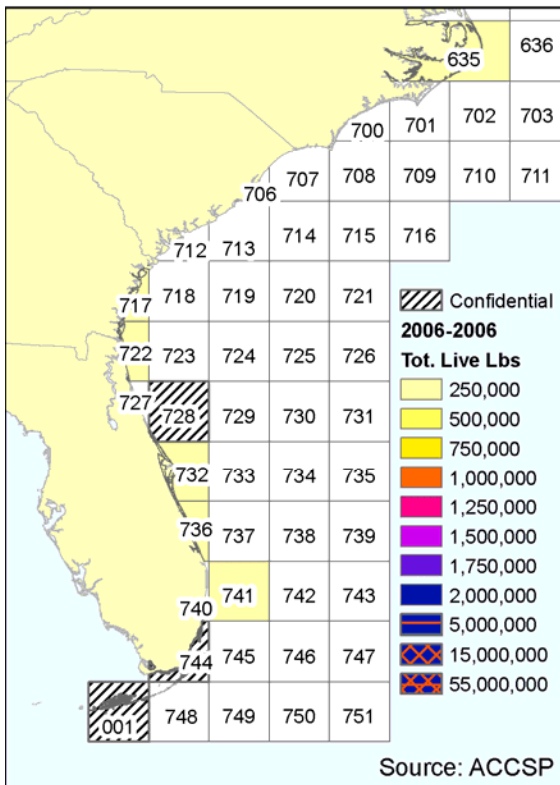 635 636
700 701 702 703
706 707 708 709 710 711
712 713 714 715 716
717 718 719 720 721
722 723 724 725 726
727 728 729 730 731
732 733 734 735
736 737 738 739
740 741 742 743
744 745 746 747
001 748 749 750 751
Confidential
2006-2006
Tot. Live Lbs
250,000
500,000
750,000
1,000,000
1,250,000
1,500,000
1,750,000
2,000,000
5,000,000
15,000,000
55,000,000
Source: ACCSP